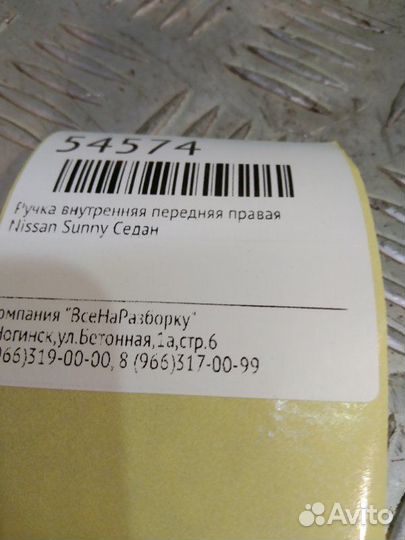 54574
Ручка внутренняя передняя правая
Nissan Sunny Седан
омпания "ВсеНаРазборку"
Ногинск,ул.Бетонная,1а,стр.6
966)319-00-00, 8 (966)317-00-99
Avito